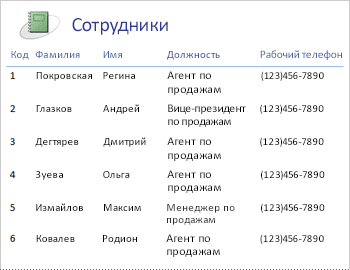 Сотрудники
Код Фамилия Имя Должность Рабочий телефон
1 Покровская Регина Агент по продажам (123)456-7890
2 Глазков Андрей Вице-президент по продажам (123)456-7890
3 Дегтярев Дмитрий Агент по продажам (123)456-7890
4 Зуева Ольга Агент по продажам (123)456-7890
5 Измайлов Максим Менеджер по продажам (123)456-7890
6 Ковалев Родион Агент по продажам (123)456-7890